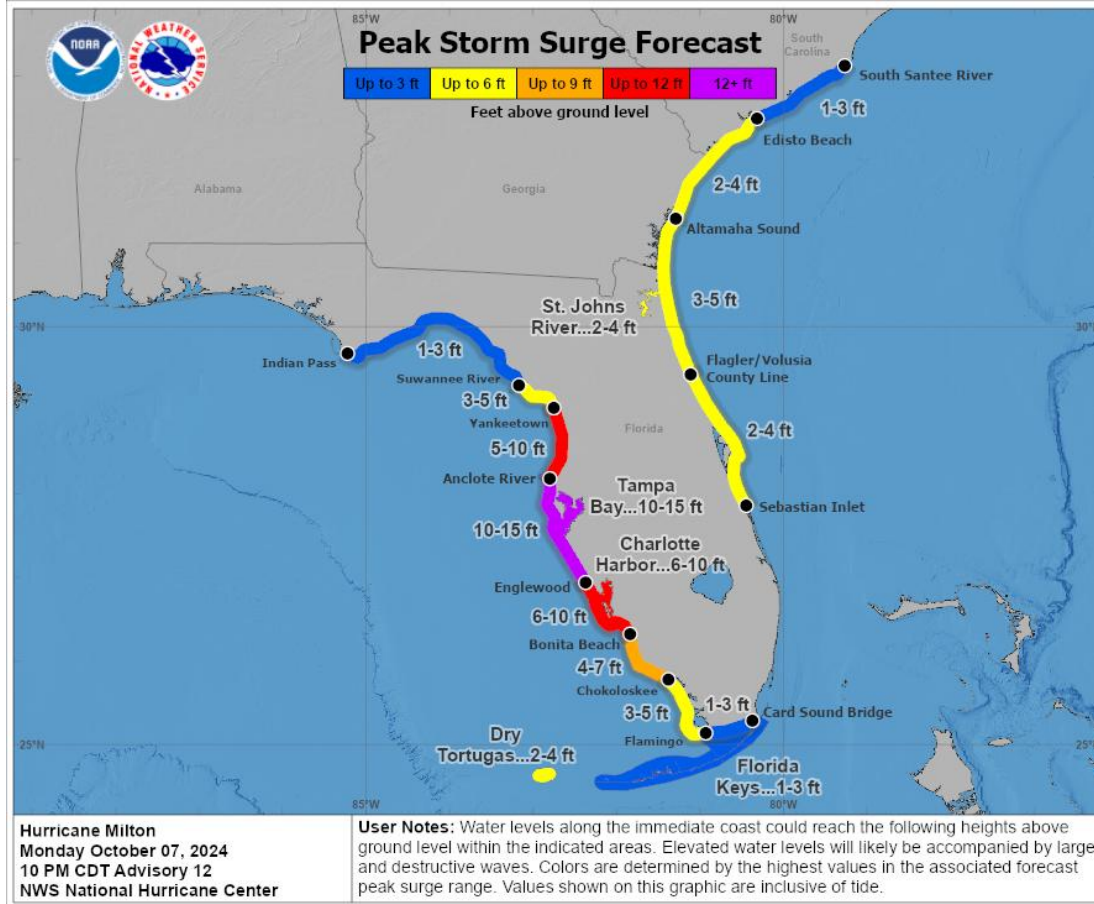 85°W
80°W
NOAA
NATIONAL WEATHER SERVICE
Peak Storm Surge Forecast
Up to 3 ft
Up to 6 ft
Up to 9 ft
Up to 12 ft
12+ ft
Feet above ground level
South
Carolina
South Santee River
1-3 ft
Edisto Beach
2-4 ft
Alabama
Georgia
Altamaha Sound
3-5 ft
St. Johns
River...2-4 ft
30°N
30°
Indian Pass
1-3 ft
Flagler/Volusia
County Line
Suwannee River
3-5 ft
Yankeetown
Florida
2-4 ft
5-10 ft
Anclote River
Tampa
Bay...10-15 ft
Sebastian Inlet
10-15 ft
Charlotte
Harbor...6-10 ft
Englewood
6-10 ft
Bonita Beach
4-7 ft
Chokoloskee
1-3 ft
3-5 ft
Card Sound Bridge
Flamingo
25°N
25°
Dry
Tortugas...2-4 ft
Florida
Keys...1-3 ft
85°W
80°W
Hurricane Milton
Monday October 07, 2024
10 PM CDT Advisory 12
NWS National Hurricane Center
User Notes: Water levels along the immediate coast could reach the following heights above
ground level within the indicated areas. Elevated water levels will likely be accompanied by large
and destructive waves. Colors are determined by the highest values in the associated forecast
peak surge range. Values shown on this graphic are inclusive of tide.